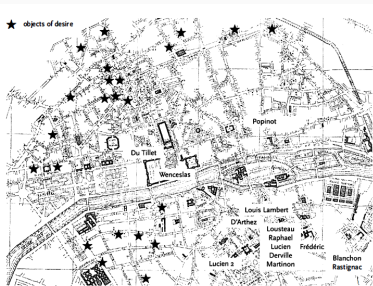 objects of desire
Popinot
Du Tillet
Wenceslas
Louis Lambert
D'Arthez
Lousteau
Raphael
Lucien
Derville
Martinon
Frédéric
Lucien 2
Blanchon
Rastignac